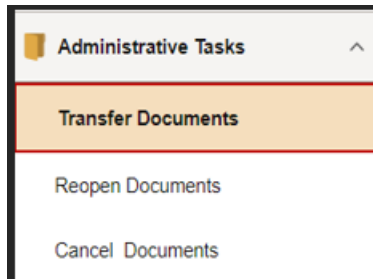 Administrative Tasks
Transfer Documents
Reopen Documents
Cancel  Documents